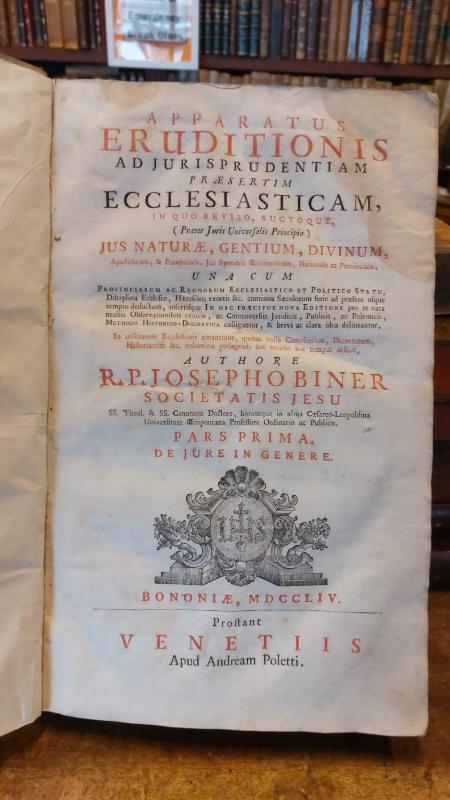 Emergency
Break Glass
APPARATUS
ERUDITIONIS
AD JURISPRUDENTIAM
PRÆSERTIM
ECCLESIASTICAM,
IN QUO REVISO, AUCTOQUE,
(Præter Juris Universalis Principia)
JUS NATURÆ, GENTIUM, DIVINUM,
Apostolicum, & Provinciale, Jus Synodale Œcumenicum, Nationale ac Provinciale,
UNA CUM
PROVINCIARUM AC REGNORUM ECCLESIASTICO ET POLITICO STATU,
Disciplina Ecclesiæ, Hæresibus exortis &c. continua Sæculorum serie ad præsens usque
tempus deductum, insertisque IN HAC PRÆCIPUE NOVA EDITIONE pro re nata
multis Observationibus criticis, ac Controversiis Juridicis, Publicis, ac Polemicis,
METHODO HISTORICO-DOGMATICA colliguntur, & brevi ac clara idea delineantur,
In utilitatem Eruditionis amantium, quibus vasta Conciliorum, Decretorum,
Historiarum &c. volumina perlegendi aut occasio aut tempus deficit,
AUTHORE
R.P. JOSEPHO BINER
SOCIETATIS JESU
SS. Theol. & SS. Canonum Doctore, horumque in alma Cæsareo-Leopoldina
Universitate Œnipontana Professore Ordinario ac Publico.
PARS PRIMA.
DE JURE IN GENERE.
IHS
BONONIÆ, MDCCLIV.
Prostant
VENETIIS
Apud Andream Poletti.